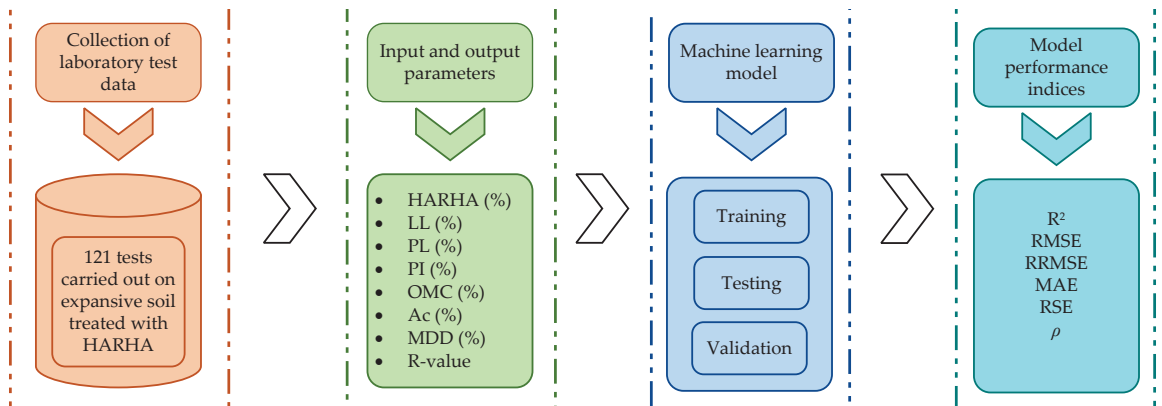 Collection of
laboratory test
data
121 tests
carried out on
expansive soil
treated with
HARHA
Input and output
parameters
• HARHA (%)
• LL (%)
• PL (%)
• PI (%)
• OMC (%)
• Ac (%)
• MDD (%)
• R-value
Machine learning
model
Training
Testing
Validation
Model
performance
indices
R²
RMSE
RRMSE
MAE
RSE
ρ